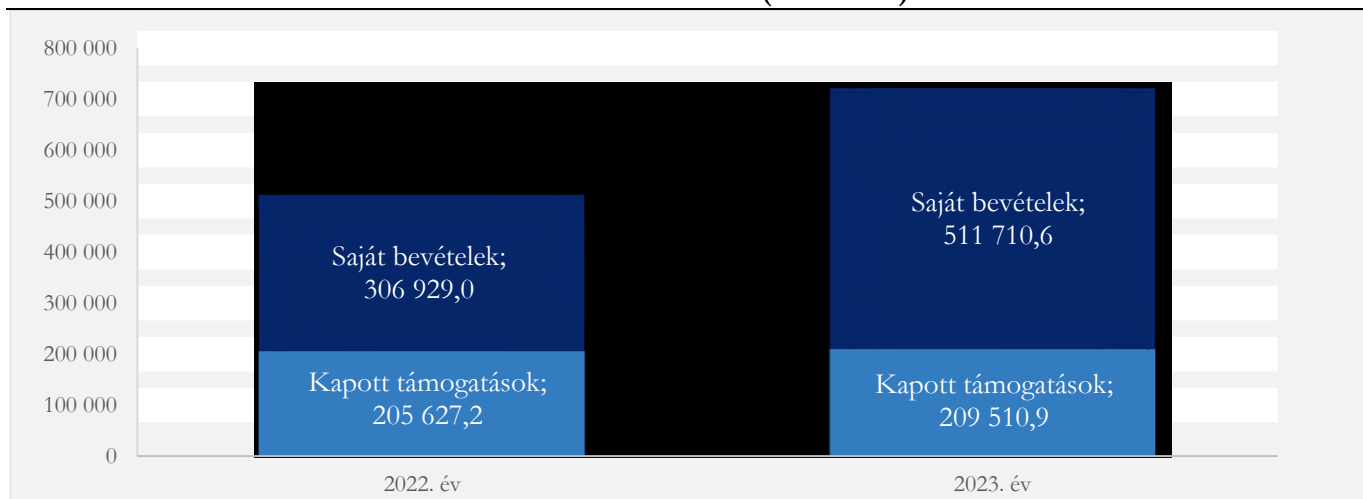 800 000
700 000
600 000
500 000
400 000
300 000
200 000
100 000
0
Saját bevételek;
306 929,0
Kapott támogatások;
205 627,2
Saját bevételek;
511 710,6
Kapott támogatások;
209 510,9
2022. év
2023. év